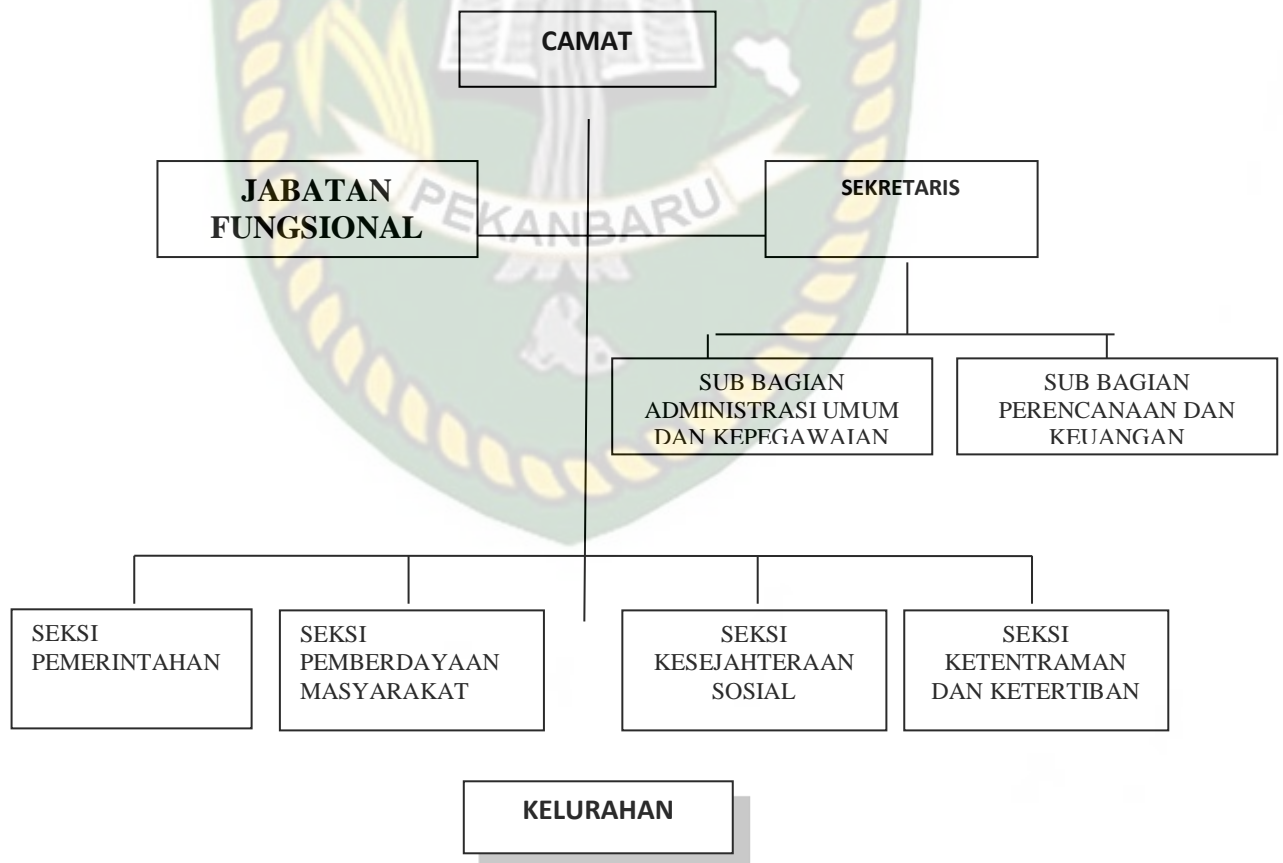 CAMAT
JABATAN
FUNGSIONAL
SEKRETARIS
PEKANBARU
SUB BAGIAN
ADMINISTRASI UMUM
DAN KEPEGAWAIAN
SUB BAGIAN
PERENCANAAN DAN
KEUANGAN
SEKSI
PEMERINTAHAN
SEKSI
PEMBERDAYAAN
MASYARAKAT
SEKSI
KESEJAHTERAAN
SOSIAL
SEKSI
KETENTRAMAN
DAN KETERTIBAN
KELURAHAN